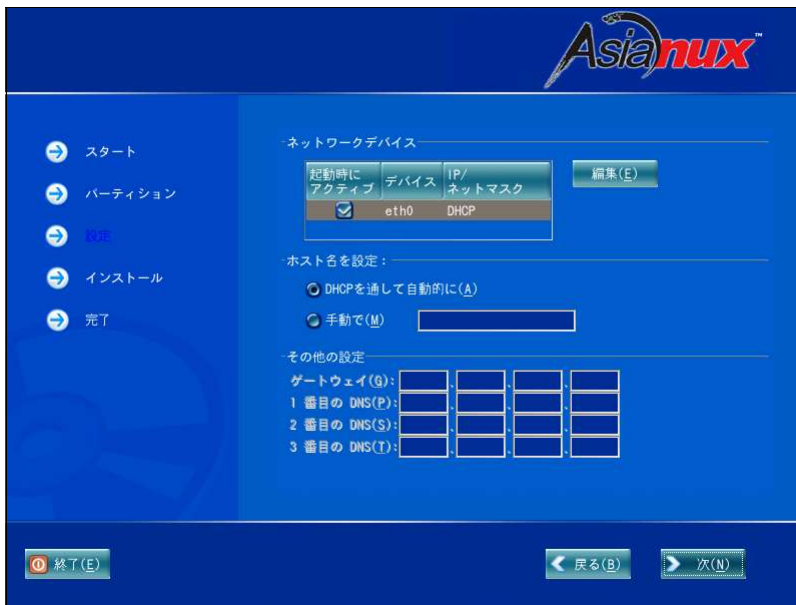 Asianux™
スタート
パーティション
設定
インストール
完了
ネットワークデバイス
起動時に
アクティブ
デバイス
IP/
ネットマスク
編集(E)
eth0
DHCP
ホスト名を設定：
DHCPを通して自動的に(A)
手動で(M)
その他の設定
ゲートウェイ(G):
1 番目の DNS(P):
2 番目の DNS(S):
3 番目の DNS(T):
終了(E)
戻る(B)
次(N)